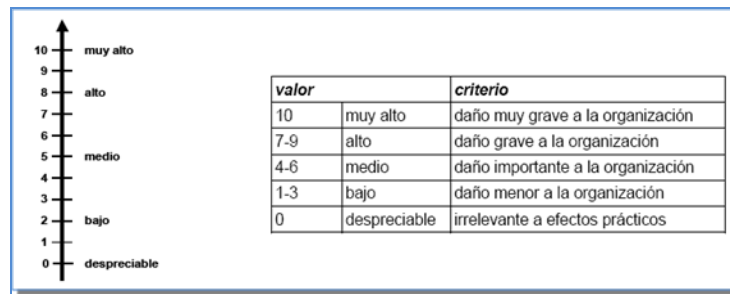 10 muy alto
9
8 alto
7
6
5 medio
4
3
2 bajo
1
0 despreciable
valor criterio
10 muy alto daño muy grave a la organización
7-9 alto daño grave a la organización
4-6 medio daño importante a la organización
1-3 bajo daño menor a la organización
0 despreciable irrelevante a efectos prácticos